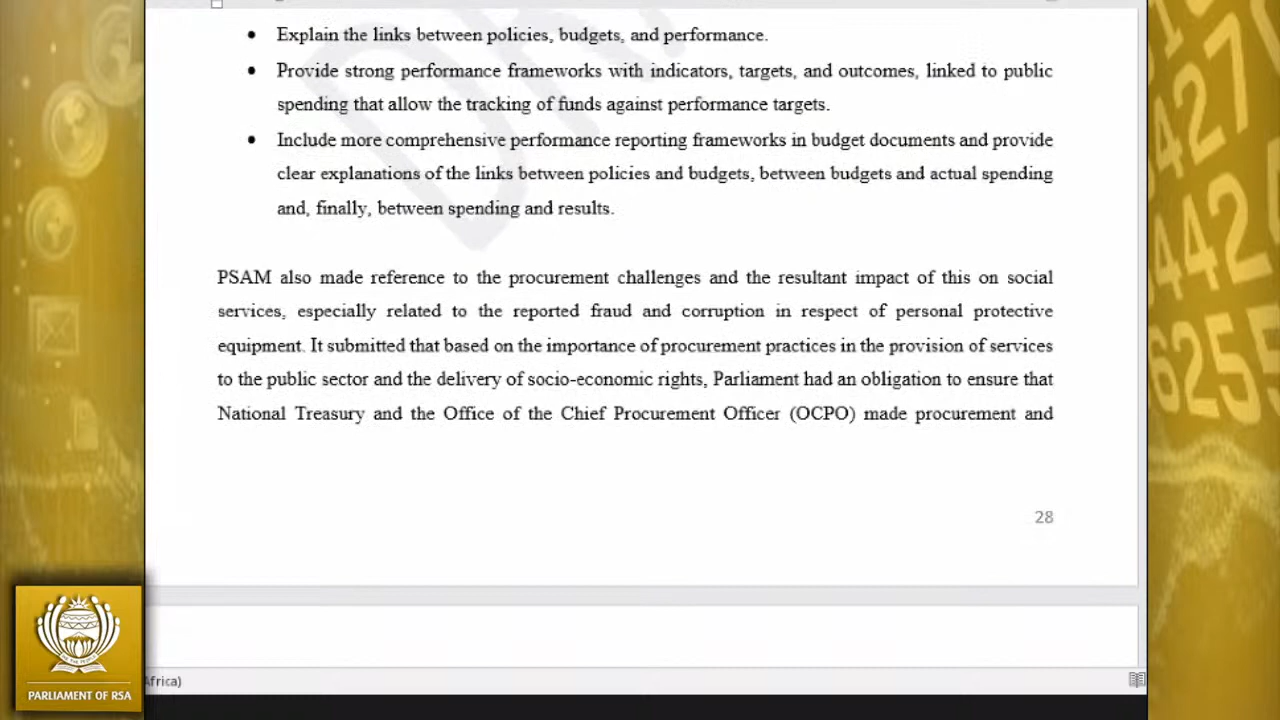 • Explain the links between policies, budgets, and performance.
• Provide strong performance frameworks with indicators, targets, and outcomes, linked to public
spending that allow the tracking of funds against performance targets.
• Include more comprehensive performance reporting frameworks in budget documents and provide
clear explanations of the links between policies and budgets, between budgets and actual spending
and, finally, between spending and results.
PSAM also made reference to the procurement challenges and the resultant impact of this on social
services, especially related to the reported fraud and corruption in respect of personal protective
equipment. It submitted that based on the importance of procurement practices in the provision of services
to the public sector and the delivery of socio-economic rights, Parliament had an obligation to ensure that
National Treasury and the Office of the Chief Procurement Officer (OCPO) made procurement and
28
Africa)
PARLIAMENT OF RSA
427
442
6255